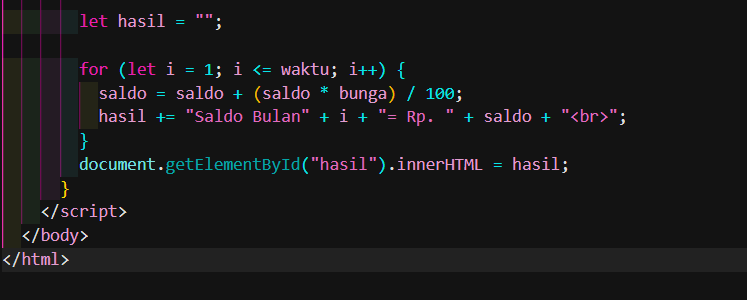 let hasil = "";
for (let i = 1; i <= waktu; i++) {
saldo = saldo + (saldo * bunga) / 100;
hasil += "Saldo Bulan" + i + "= Rp. " + saldo + "<br>";
}
document.getElementById("hasil").innerHTML = hasil;
}
</script>
</body>
</html>